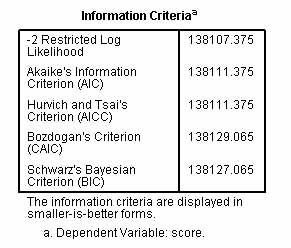 Information Criteriaa
-2 Restricted Log
Likelihood
138107.375
Akaike's Information
Criterion (AIC)
138111.375
Hurvich and Tsai's
Criterion (AICC)
138111.375
Bozdogan's Criterion
(CAIC)
138129.065
Schwarz's Bayesian
Criterion (BIC)
138127.065
The information criteria are displayed in
smaller-is-better forms.
a. Dependent Variable: score.